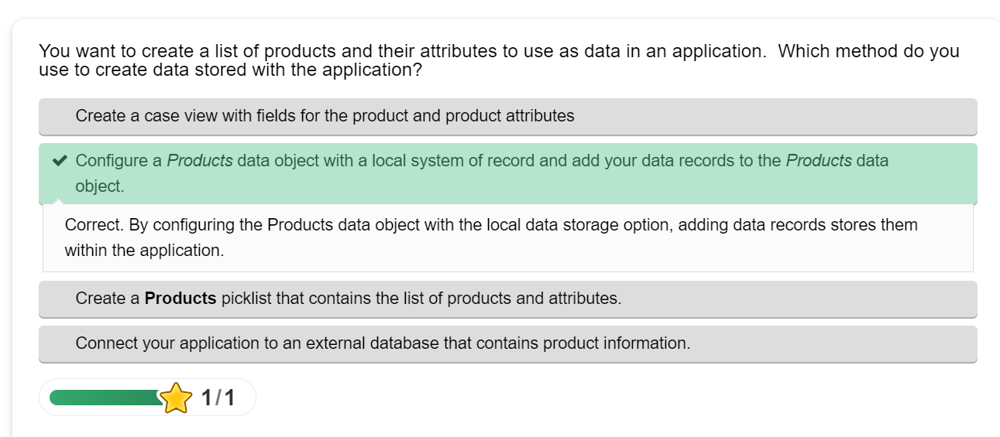 You want to create a list of products and their attributes to use as data in an application.  Which method do you
use to create data stored with the application?
Create a case view with fields for the product and product attributes
Configure a Products data object with a local system of record and add your data records to the Products data
object.
Correct. By configuring the Products data object with the local data storage option, adding data records stores them
within the application.
Create a Products picklist that contains the list of products and attributes.
Connect your application to an external database that contains product information.
1/1